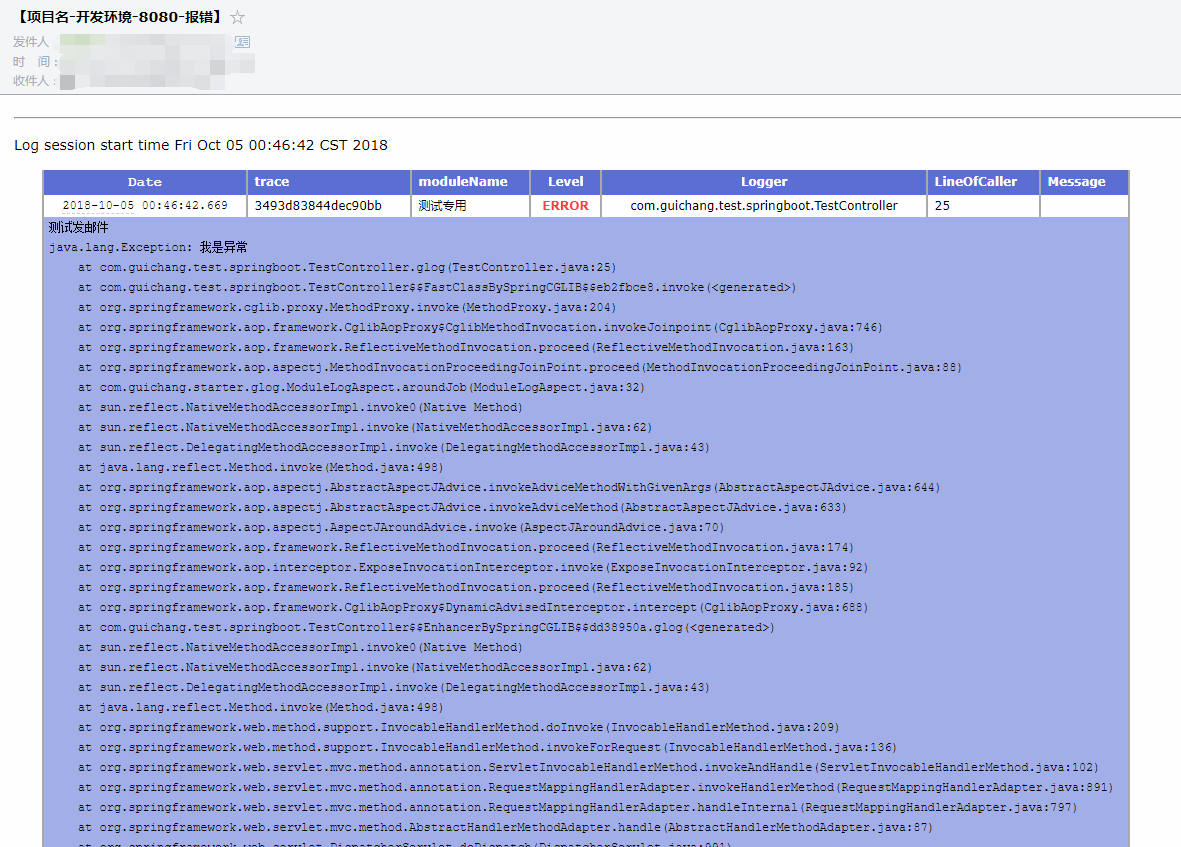 【项目名-开发环境-8080-报错】 ☆
发件人
时 间：
收件人：
Log session start time Fri Oct 05 00:46:42 CST 2018
Date trace moduleName Level Logger LineOfCaller Message
2018-10-05 00:46:42.669 3493d83844dec90bb 测试专用 ERROR com.guichang.test.springboot.TestController 25
测试发邮件
java.lang.Exception: 我是异常
at com.guichang.test.springboot.TestController.glog(TestController.java:25)
at com.guichang.test.springboot.TestController$$FastClassBySpringCGLIB$$eb2fbce8.invoke(<generated>)
at org.springframework.cglib.proxy.MethodProxy.invoke(MethodProxy.java:204)
at org.springframework.aop.framework.CglibAopProxy$CglibMethodInvocation.invokeJoinpoint(CglibAopProxy.java:746)
at org.springframework.aop.framework.ReflectiveMethodInvocation.proceed(ReflectiveMethodInvocation.java:163)
at org.springframework.aop.aspectj.MethodInvocationProceedingJoinPoint.proceed(MethodInvocationProceedingJoinPoint.java:88)
at com.guichang.starter.glog.ModuleLogAspect.aroundJob(ModuleLogAspect.java:32)
at sun.reflect.NativeMethodAccessorImpl.invoke0(Native Method)
at sun.reflect.NativeMethodAccessorImpl.invoke(NativeMethodAccessorImpl.java:62)
at sun.reflect.DelegatingMethodAccessorImpl.invoke(DelegatingMethodAccessorImpl.java:43)
at java.lang.reflect.Method.invoke(Method.java:498)
at org.springframework.aop.aspectj.AbstractAspectJAdvice.invokeAdviceMethodWithGivenArgs(AbstractAspectJAdvice.java:644)
at org.springframework.aop.aspectj.AbstractAspectJAdvice.invokeAdviceMethod(AbstractAspectJAdvice.java:633)
at org.springframework.aop.aspectj.AspectJAroundAdvice.invoke(AspectJAroundAdvice.java:70)
at org.springframework.aop.framework.ReflectiveMethodInvocation.proceed(ReflectiveMethodInvocation.java:174)
at org.springframework.aop.interceptor.ExposeInvocationInterceptor.invoke(ExposeInvocationInterceptor.java:92)
at org.springframework.aop.framework.ReflectiveMethodInvocation.proceed(ReflectiveMethodInvocation.java:185)
at org.springframework.aop.framework.CglibAopProxy$DynamicAdvisedInterceptor.intercept(CglibAopProxy.java:688)
at com.guichang.test.springboot.TestController$$EnhancerBySpringCGLIB$$dd38950a.glog(<generated>)
at sun.reflect.NativeMethodAccessorImpl.invoke0(Native Method)
at sun.reflect.NativeMethodAccessorImpl.invoke(NativeMethodAccessorImpl.java:62)
at sun.reflect.DelegatingMethodAccessorImpl.invoke(DelegatingMethodAccessorImpl.java:43)
at java.lang.reflect.Method.invoke(Method.java:498)
at org.springframework.web.method.support.InvocableHandlerMethod.doInvoke(InvocableHandlerMethod.java:209)
at org.springframework.web.method.support.InvocableHandlerMethod.invokeForRequest(InvocableHandlerMethod.java:136)
at org.springframework.web.servlet.mvc.method.annotation.ServletInvocableHandlerMethod.invokeAndHandle(ServletInvocableHandlerMethod.java:102)
at org.springframework.web.servlet.mvc.method.annotation.RequestMappingHandlerAdapter.invokeHandlerMethod(RequestMappingHandlerAdapter.java:891)
at org.springframework.web.servlet.mvc.method.annotation.RequestMappingHandlerAdapter.handleInternal(RequestMappingHandlerAdapter.java:797)
at org.springframework.web.servlet.mvc.method.AbstractHandlerMethodAdapter.handle(AbstractHandlerMethodAdapter.java:87)
at org.springframework.web.servlet.DispatcherServlet.doDispatch(DispatcherServlet.java:991)